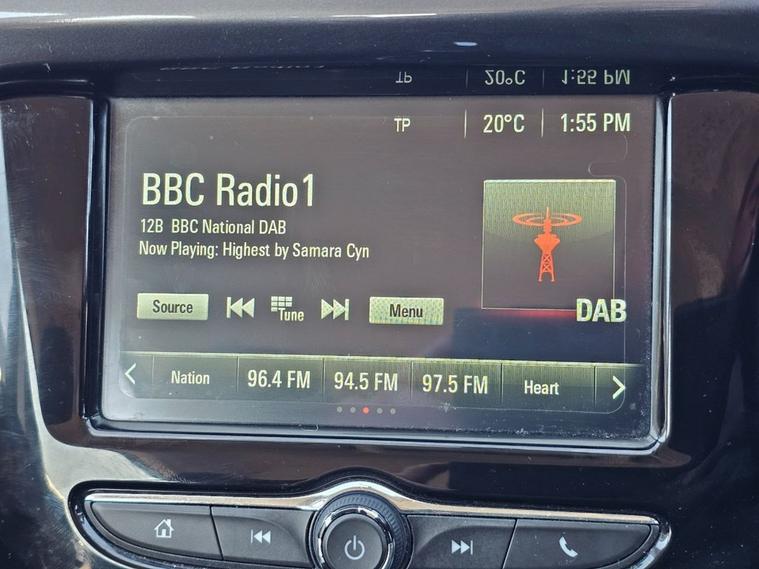 TP 20°C 1:55 PM
BBC Radio1
12B BBC National DAB
Now Playing: Highest by Samara Cyn
DAB
Source Tune Menu
Nation 96.4 FM 94.5 FM 97.5 FM Heart